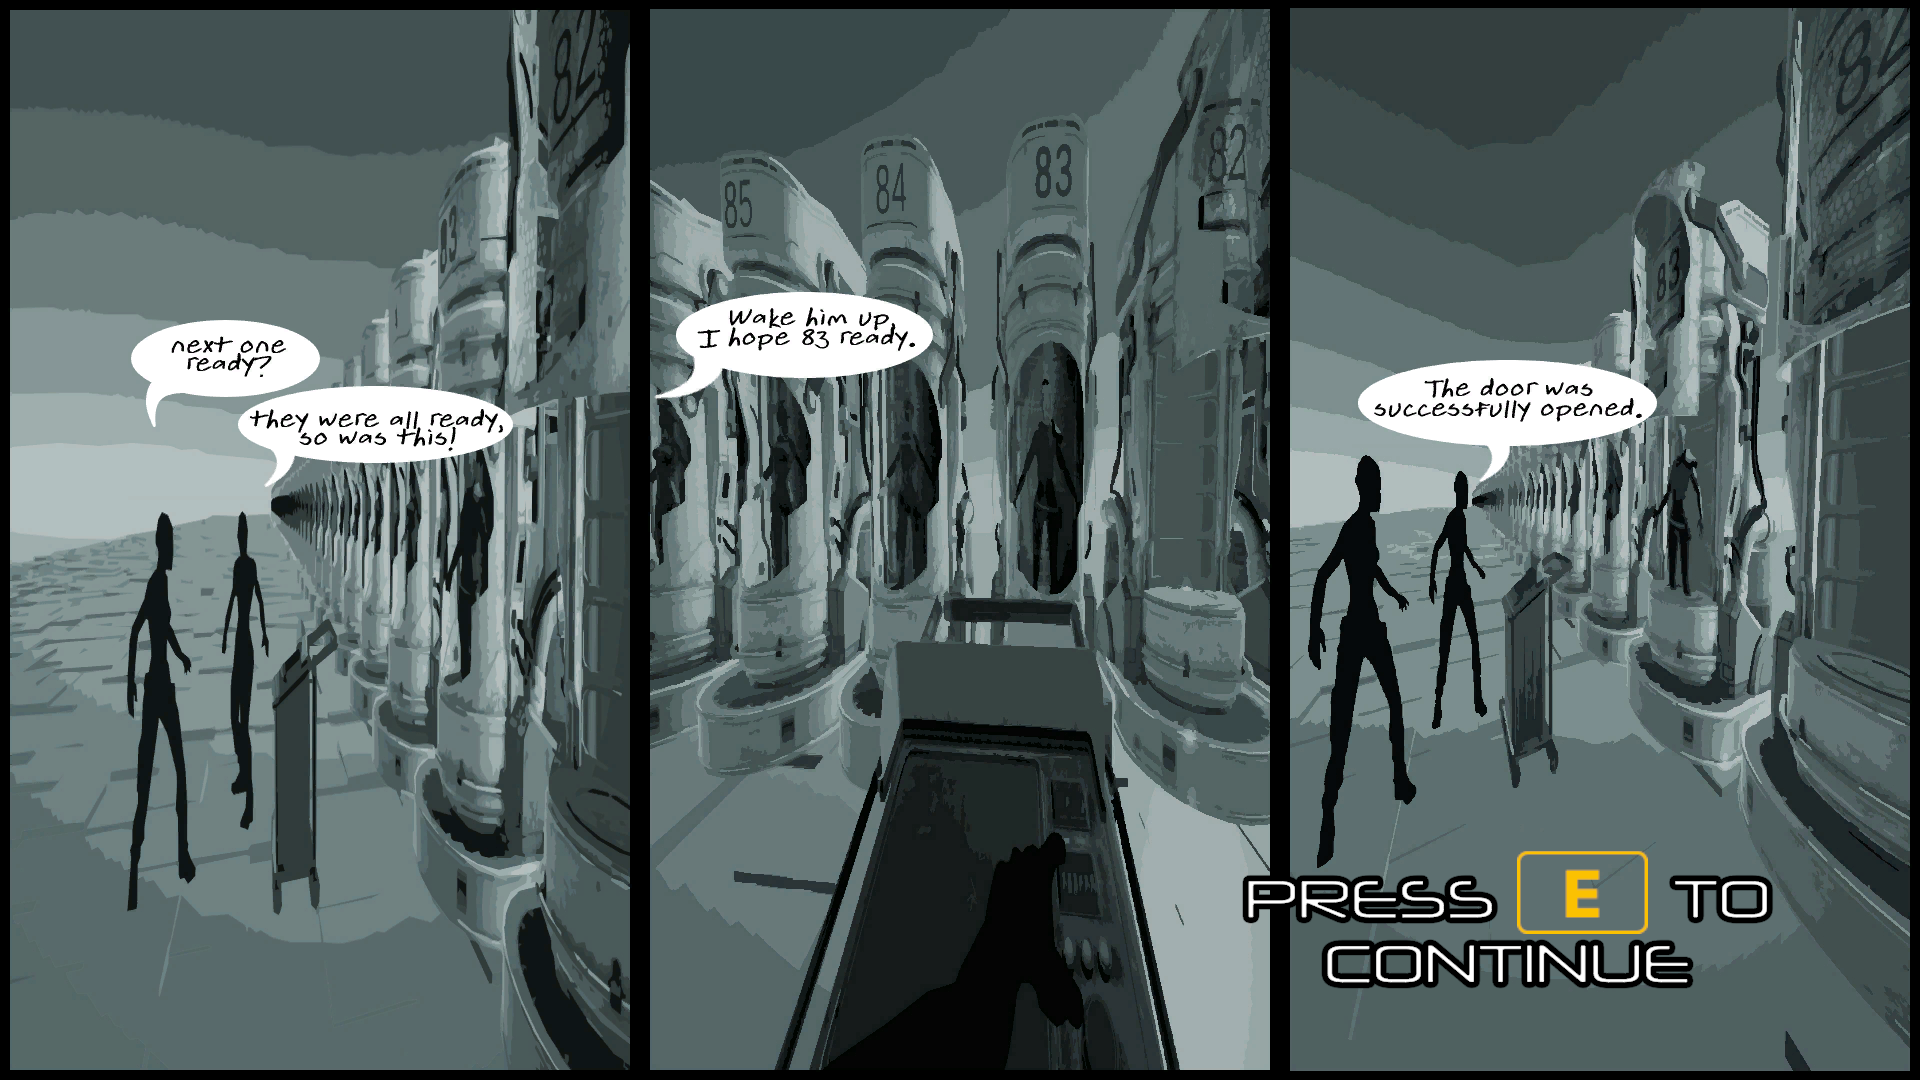 82
83
next one
ready?
they were all ready,
so was this!
85
84
83
82
Wake him up,
I hope 83 ready.
82
83
The door was
successfully opened.
PRESS E TO
CONTINUE